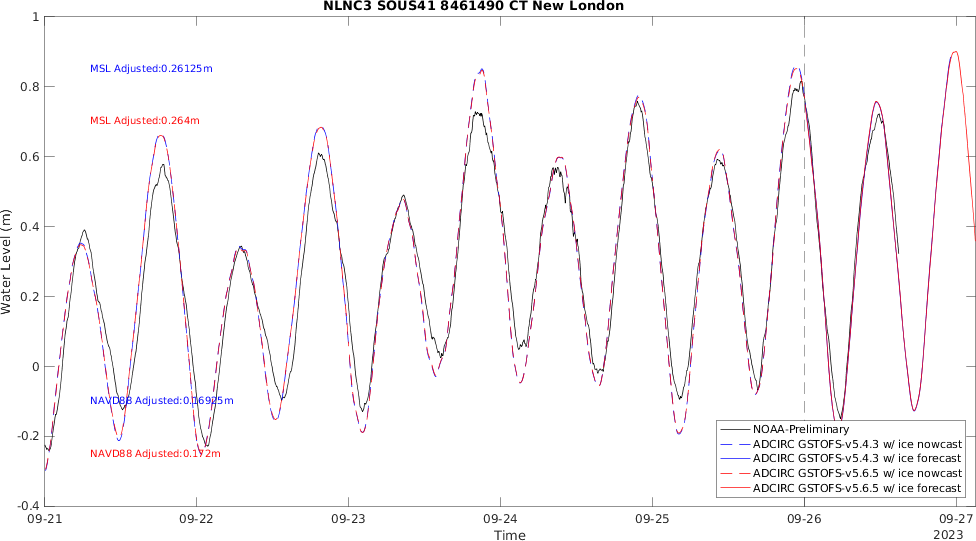 NLNC3 SOUS41 8461490 CT New London
1
0.8
0.6
0.4
0.2
0
-0.2
-0.4
Water Level (m)
MSL Adjusted:0.26125m
MSL Adjusted:0.264m
NAVD88 Adjusted:0.16925m
NAVD88 Adjusted:0.172m
NOAA-Preliminary
ADCIRC GSTOFS-v5.4.3 w/ ice nowcast
ADCIRC GSTOFS-v5.4.3 w/ ice forecast
ADCIRC GSTOFS-v5.6.5 w/ ice nowcast
ADCIRC GSTOFS-v5.6.5 w/ ice forecast
09-21 09-22 09-23 09-24 09-25 09-26 09-27
Time
2023